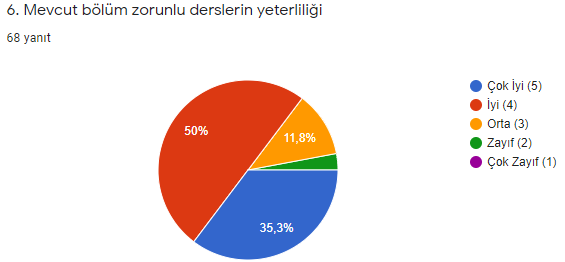 6. Mevcut bölüm zorunlu derslerin yeterliliği
68 yanıt
Çok İyi (5)
İyi (4)
Orta (3)
Zayıf (2)
Çok Zayıf (1)
50%
11,8%
35,3%